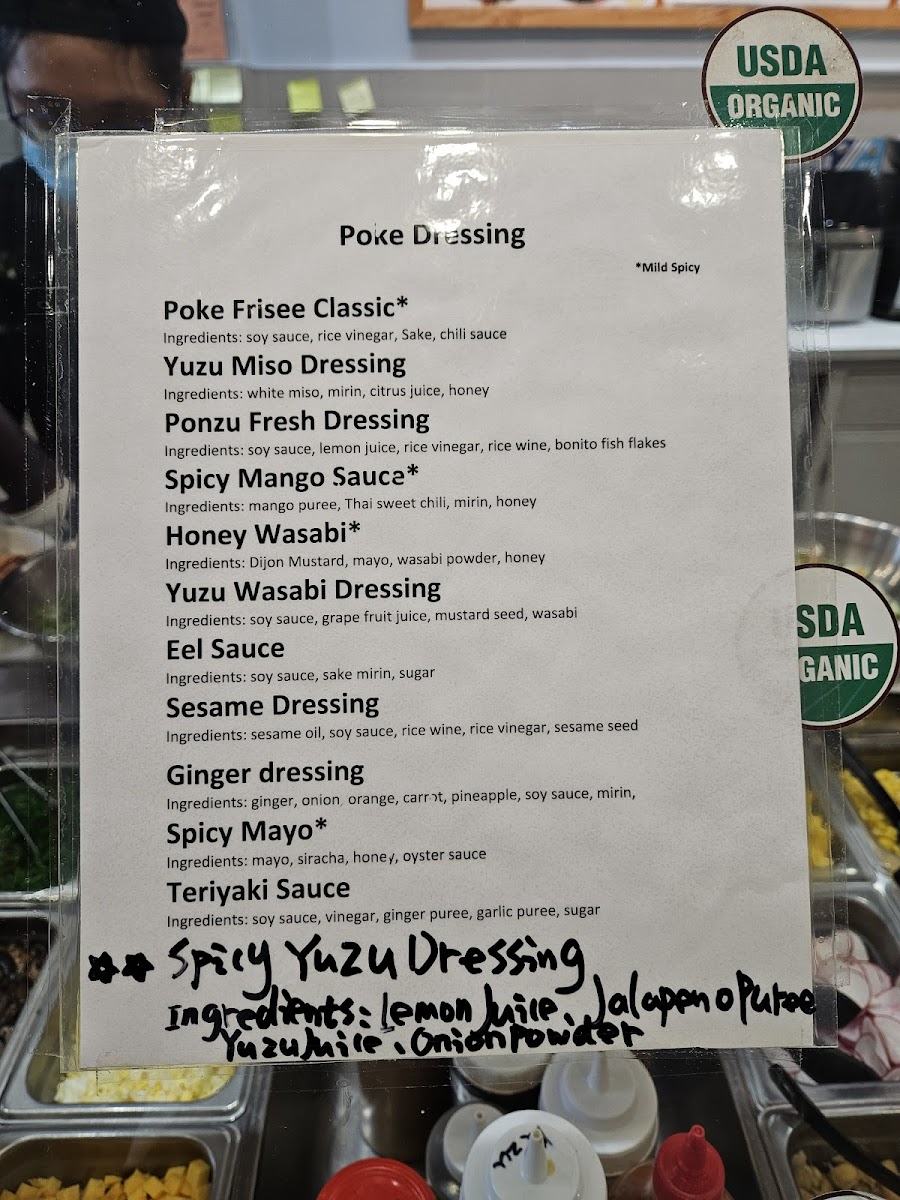 USDA
ORGANIC
Poke Dressing
*Mild Spicy
Poke Frisee Classic*
Ingredients: soy sauce, rice vinegar, Sake, chili sauce
Yuzu Miso Dressing
Ingredients: white miso, mirin, citrus juice, honey
Ponzu Fresh Dressing
Ingredients: soy sauce, lemon juice, rice vinegar, rice wine, bonito fish flakes
Spicy Mango Sauce*
Ingredients: mango puree, Thai sweet chili, mirin, honey
Honey Wasabi*
Ingredients: Dijon Mustard, mayo, wasabi powder, honey
Yuzu Wasabi Dressing
Ingredients: soy sauce, grape fruit juice, mustard seed, wasabi
SDA
GANIC
Eel Sauce
Ingredients: soy sauce, sake mirin, sugar
Sesame Dressing
Ingredients: sesame oil, soy sauce, rice wine, rice vinegar, sesame seed
Ginger dressing
Ingredients: ginger, onion, orange, carrot, pineapple, soy sauce, mirin,
Spicy Mayo*
Ingredients: mayo, siracha, honey, oyster sauce
Teriyaki Sauce
Ingredients: soy sauce, vinegar, ginger puree, garlic puree, sugar
** Spicy Yuzu Dressing
Ingredients: lemon Juice, Jalapeno Puree
Yuzu Juice, Onion Powder